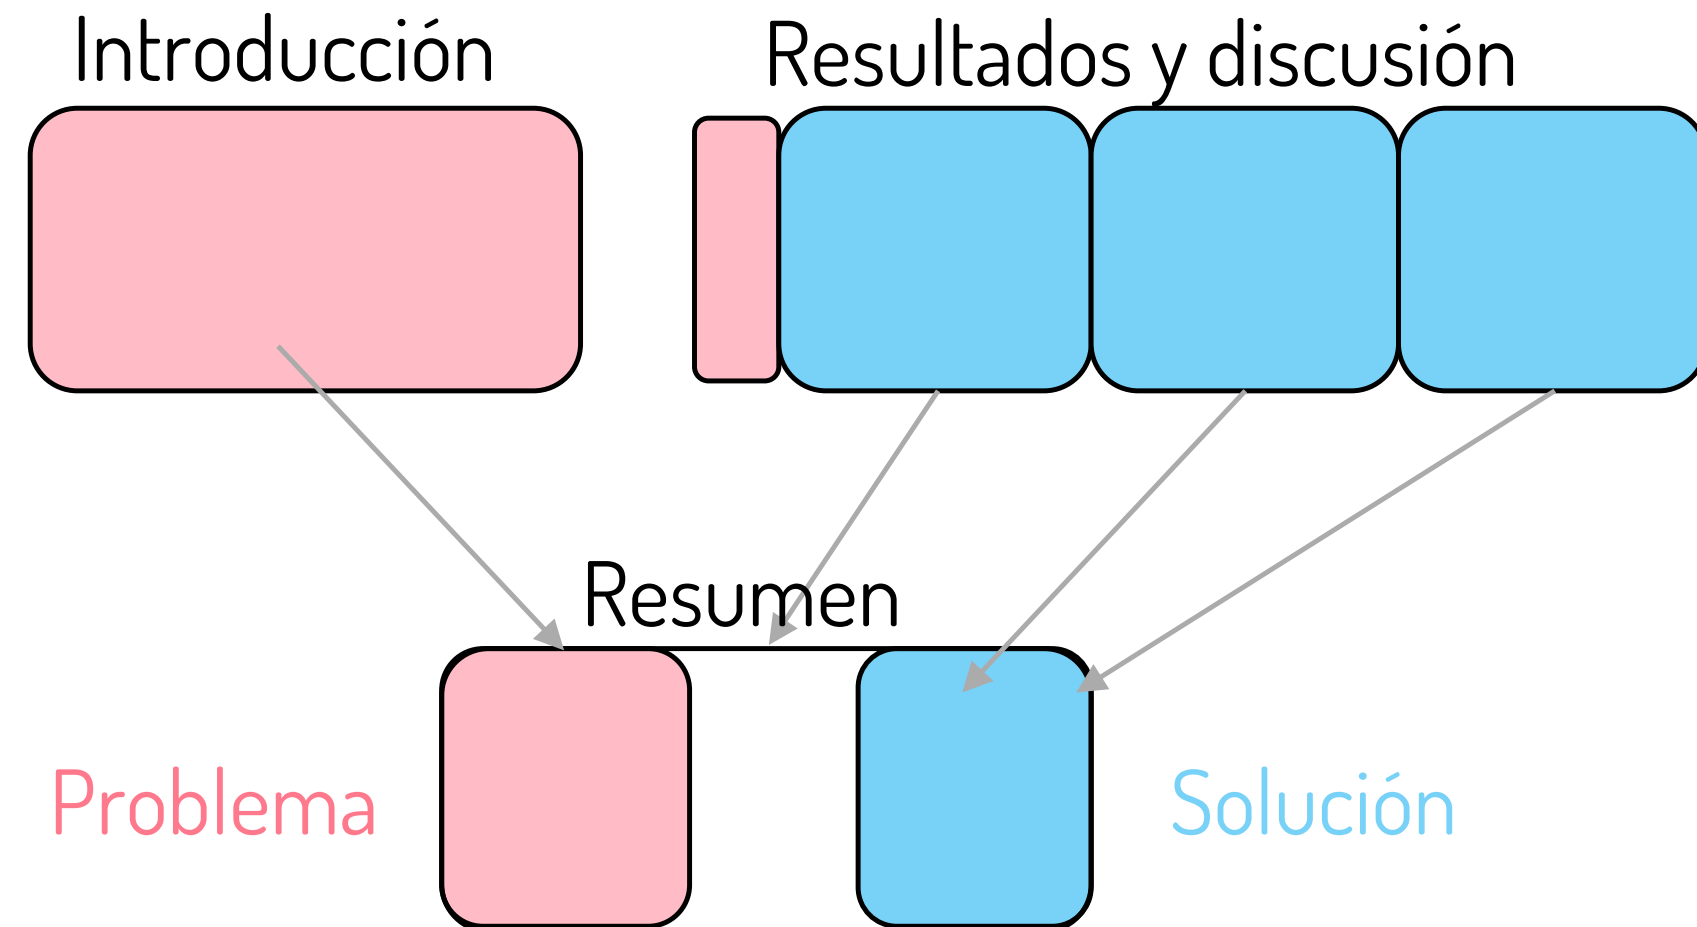 Introducción
Resultados y discusión
Resumen
Problema
Solución